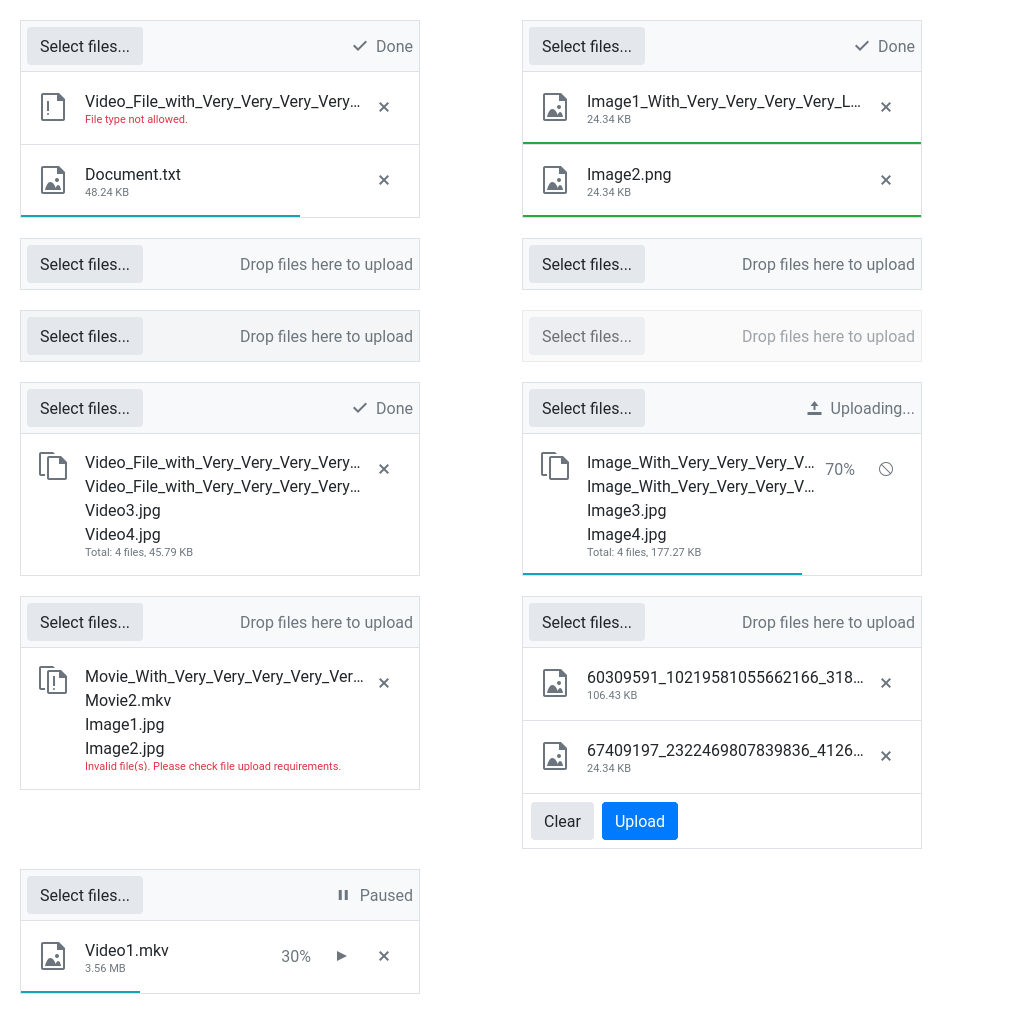 Select files... Done
Video_File_with_Very_Very_Very_Very...
File type not allowed.
Document.txt
48.24 KB
Select files... Done
Image1_With_Very_Very_Very_Very_L...
24.34 KB
Image2.png
24.34 KB
Select files... Drop files here to upload
Select files... Drop files here to upload
Select files... Drop files here to upload
Select files... Drop files here to upload
Select files... Done
Video_File_with_Very_Very_Very_Very...
Video_File_with_Very_Very_Very_Very...
Video3.jpg
Video4.jpg
Total: 4 files, 45.79 KB
Select files... Uploading...
Image_With_Very_Very_Very_V... 70%
Image_With_Very_Very_Very_V...
Image3.jpg
Image4.jpg
Total: 4 files, 177.27 KB
Select files... Drop files here to upload
Movie_With_Very_Very_Very_Very_Ver...
Movie2.mkv
Image1.jpg
Image2.jpg
Invalid file(s). Please check file upload requirements.
Select files... Drop files here to upload
60309591_10219581055662166_318...
106.43 KB
67409197_2322469807839836_4126...
24.34 KB
Clear Upload
Select files... Paused
Video1.mkv 30%
3.56 MB